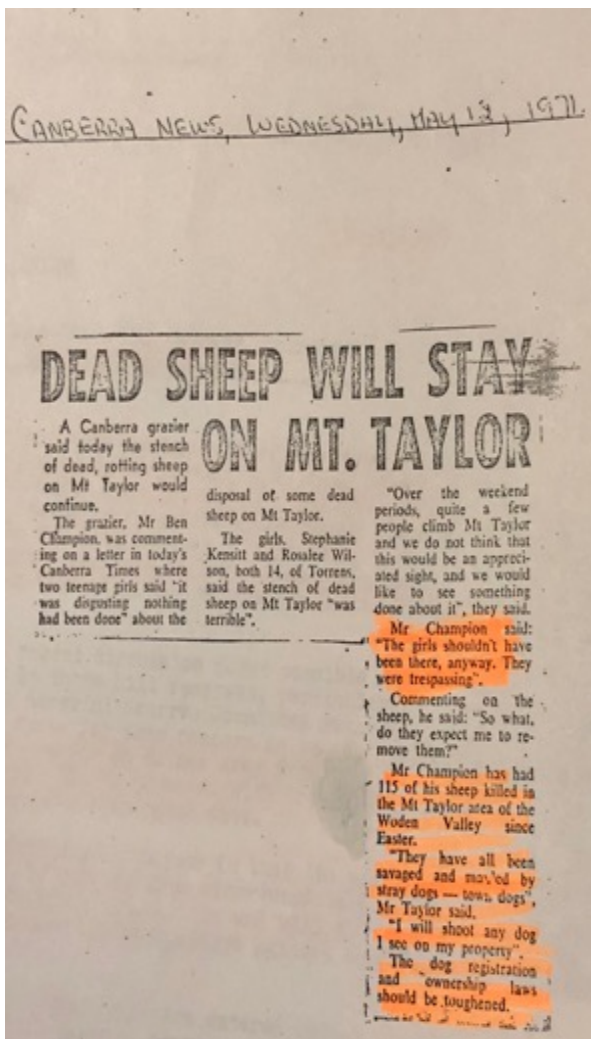 CANBERRA NEWS, WEDNESDAY, MAY 12, 1971.
DEAD SHEEP WILL STAY
ON MT. TAYLOR
A Canberra grazier
said today the stench
of dead, rotting sheep
on Mt Taylor would
continue.
The grazier, Mr Ben
Champion, was comment-
ing on a letter in today's
Canberra Times where
two teenage girls said "it
was disgusting nothing
had been done" about the
disposal of some dead
sheep on Mt Taylor.
The girls, Stephanie
Kensitt and Rosalee Wil-
son, both 14, of Torrens,
said the stench of dead
sheep on Mt Taylor "was
terrible".
"Over the weekend
periods, quite a few
people climb Mt Taylor
and we do not think that
this would be an appreci-
ated sight, and we would
like to see something
done about it", they said.
Mr Champion said:
"The girls shouldn't have
been there, anyway. They
were trespassing".
Commenting on the
sheep, he said: "So what,
do they expect me to re-
move them?"
Mr Champion has had
115 of his sheep killed in
the Mt Taylor area of the
Woden Valley since
Easter.
"They have all been
savaged and by
stray dogs — town dogs",
Mr Taylor said.
"I will shoot any dog
I see on my property".
The dog registration
and ownership laws
should be toughened.